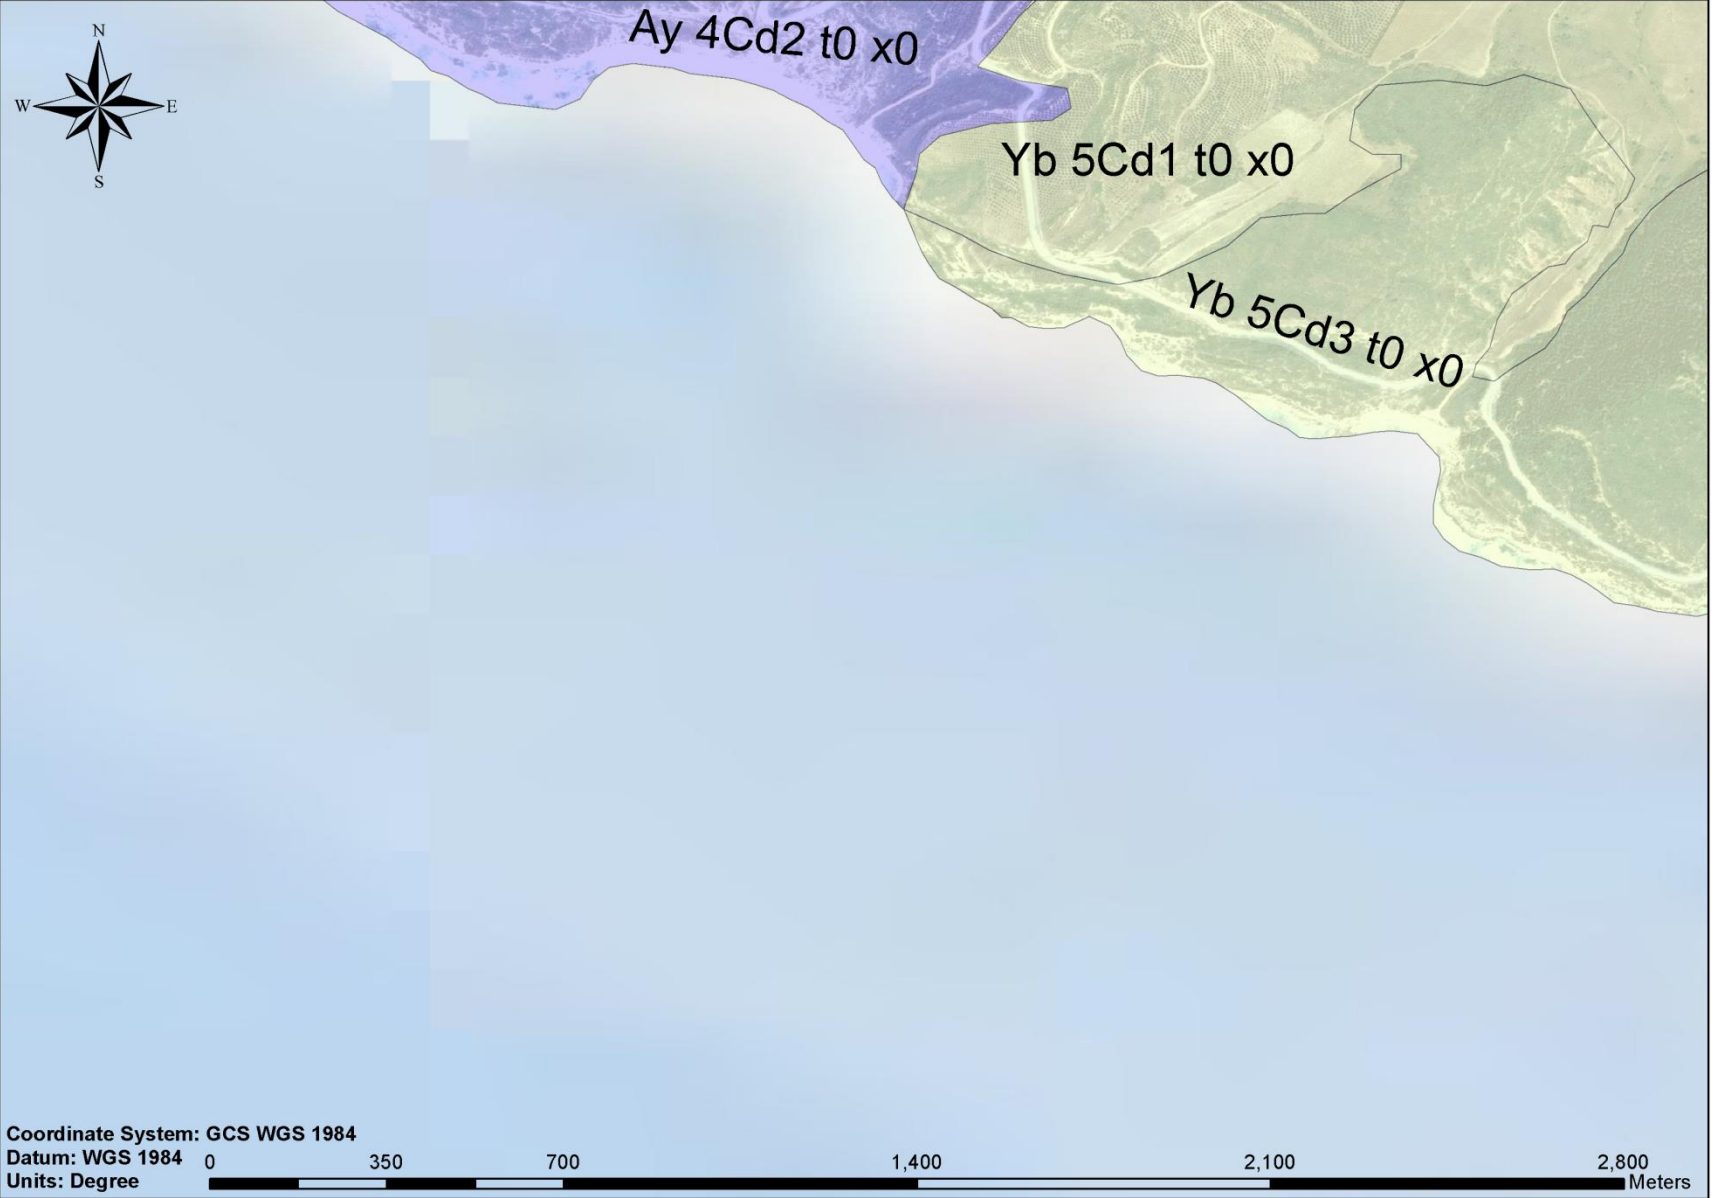 N
W E
S
Ay 4Cd2 t0 x0
Yb 5Cd1 t0 x0
Yb 5Cd3 t0 x0
Coordinate System: GCS WGS 1984
Datum: WGS 1984
Units: Degree
0 350 700 1,400 2,100 2,800
Meters